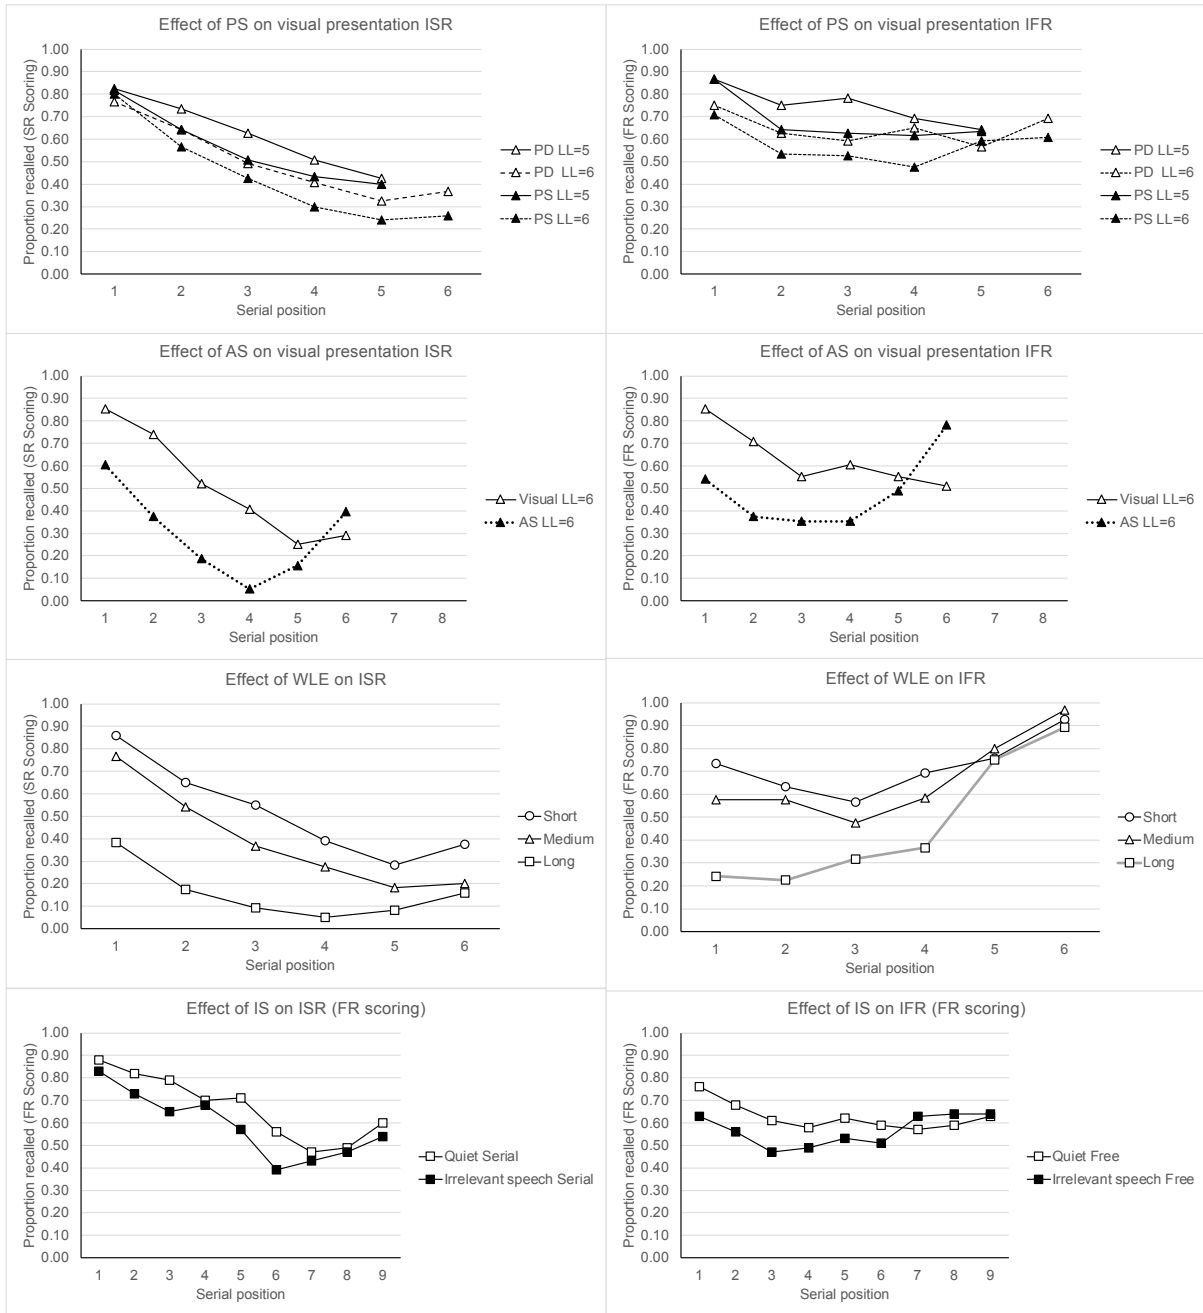 Effect of PS on visual presentation ISR
Proportion recalled (SR Scoring)
1.00
0.90
0.80
0.70
0.60
0.50
0.40
0.30
0.20
0.10
0.00
1 2 3 4 5 6
Serial position
PD LL=5
PD LL=6
PS LL=5
PS LL=6
Effect of PS on visual presentation IFR
Proportion recalled (FR Scoring)
1.00
0.90
0.80
0.70
0.60
0.50
0.40
0.30
0.20
0.10
0.00
1 2 3 4 5 6
Serial position
PD LL=5
PD LL=6
PS LL=5
PS LL=6
Effect of AS on visual presentation ISR
Proportion recalled (SR Scoring)
1.00
0.90
0.80
0.70
0.60
0.50
0.40
0.30
0.20
0.10
0.00
1 2 3 4 5 6 7 8
Serial position
Visual LL=6
AS LL=6
Effect of AS on visual presentation IFR
Proportion recalled (FR Scoring)
1.00
0.90
0.80
0.70
0.60
0.50
0.40
0.30
0.20
0.10
0.00
1 2 3 4 5 6 7 8
Serial position
Visual LL=6
AS LL=6
Effect of WLE on ISR
Proportion recalled (SR Scoring)
1.00
0.90
0.80
0.70
0.60
0.50
0.40
0.30
0.20
0.10
0.00
1 2 3 4 5 6
Serial position
Short
Medium
Long
Effect of WLE on IFR
Proportion recalled (FR Scoring)
1.00
0.90
0.80
0.70
0.60
0.50
0.40
0.30
0.20
0.10
0.00
1 2 3 4 5 6
Serial position
Short
Medium
Long
Effect of IS on ISR (FR scoring)
Proportion recalled (FR Scoring)
1.00
0.90
0.80
0.70
0.60
0.50
0.40
0.30
0.20
0.10
0.00
1 2 3 4 5 6 7 8 9
Serial position
Quiet Serial
Irrelevant speech Serial
Effect of IS on IFR (FR scoring)
Proportion recalled (FR Scoring)
1.00
0.90
0.80
0.70
0.60
0.50
0.40
0.30
0.20
0.10
0.00
1 2 3 4 5 6 7 8 9
Serial position
Quiet Free
Irrelevant speech Free